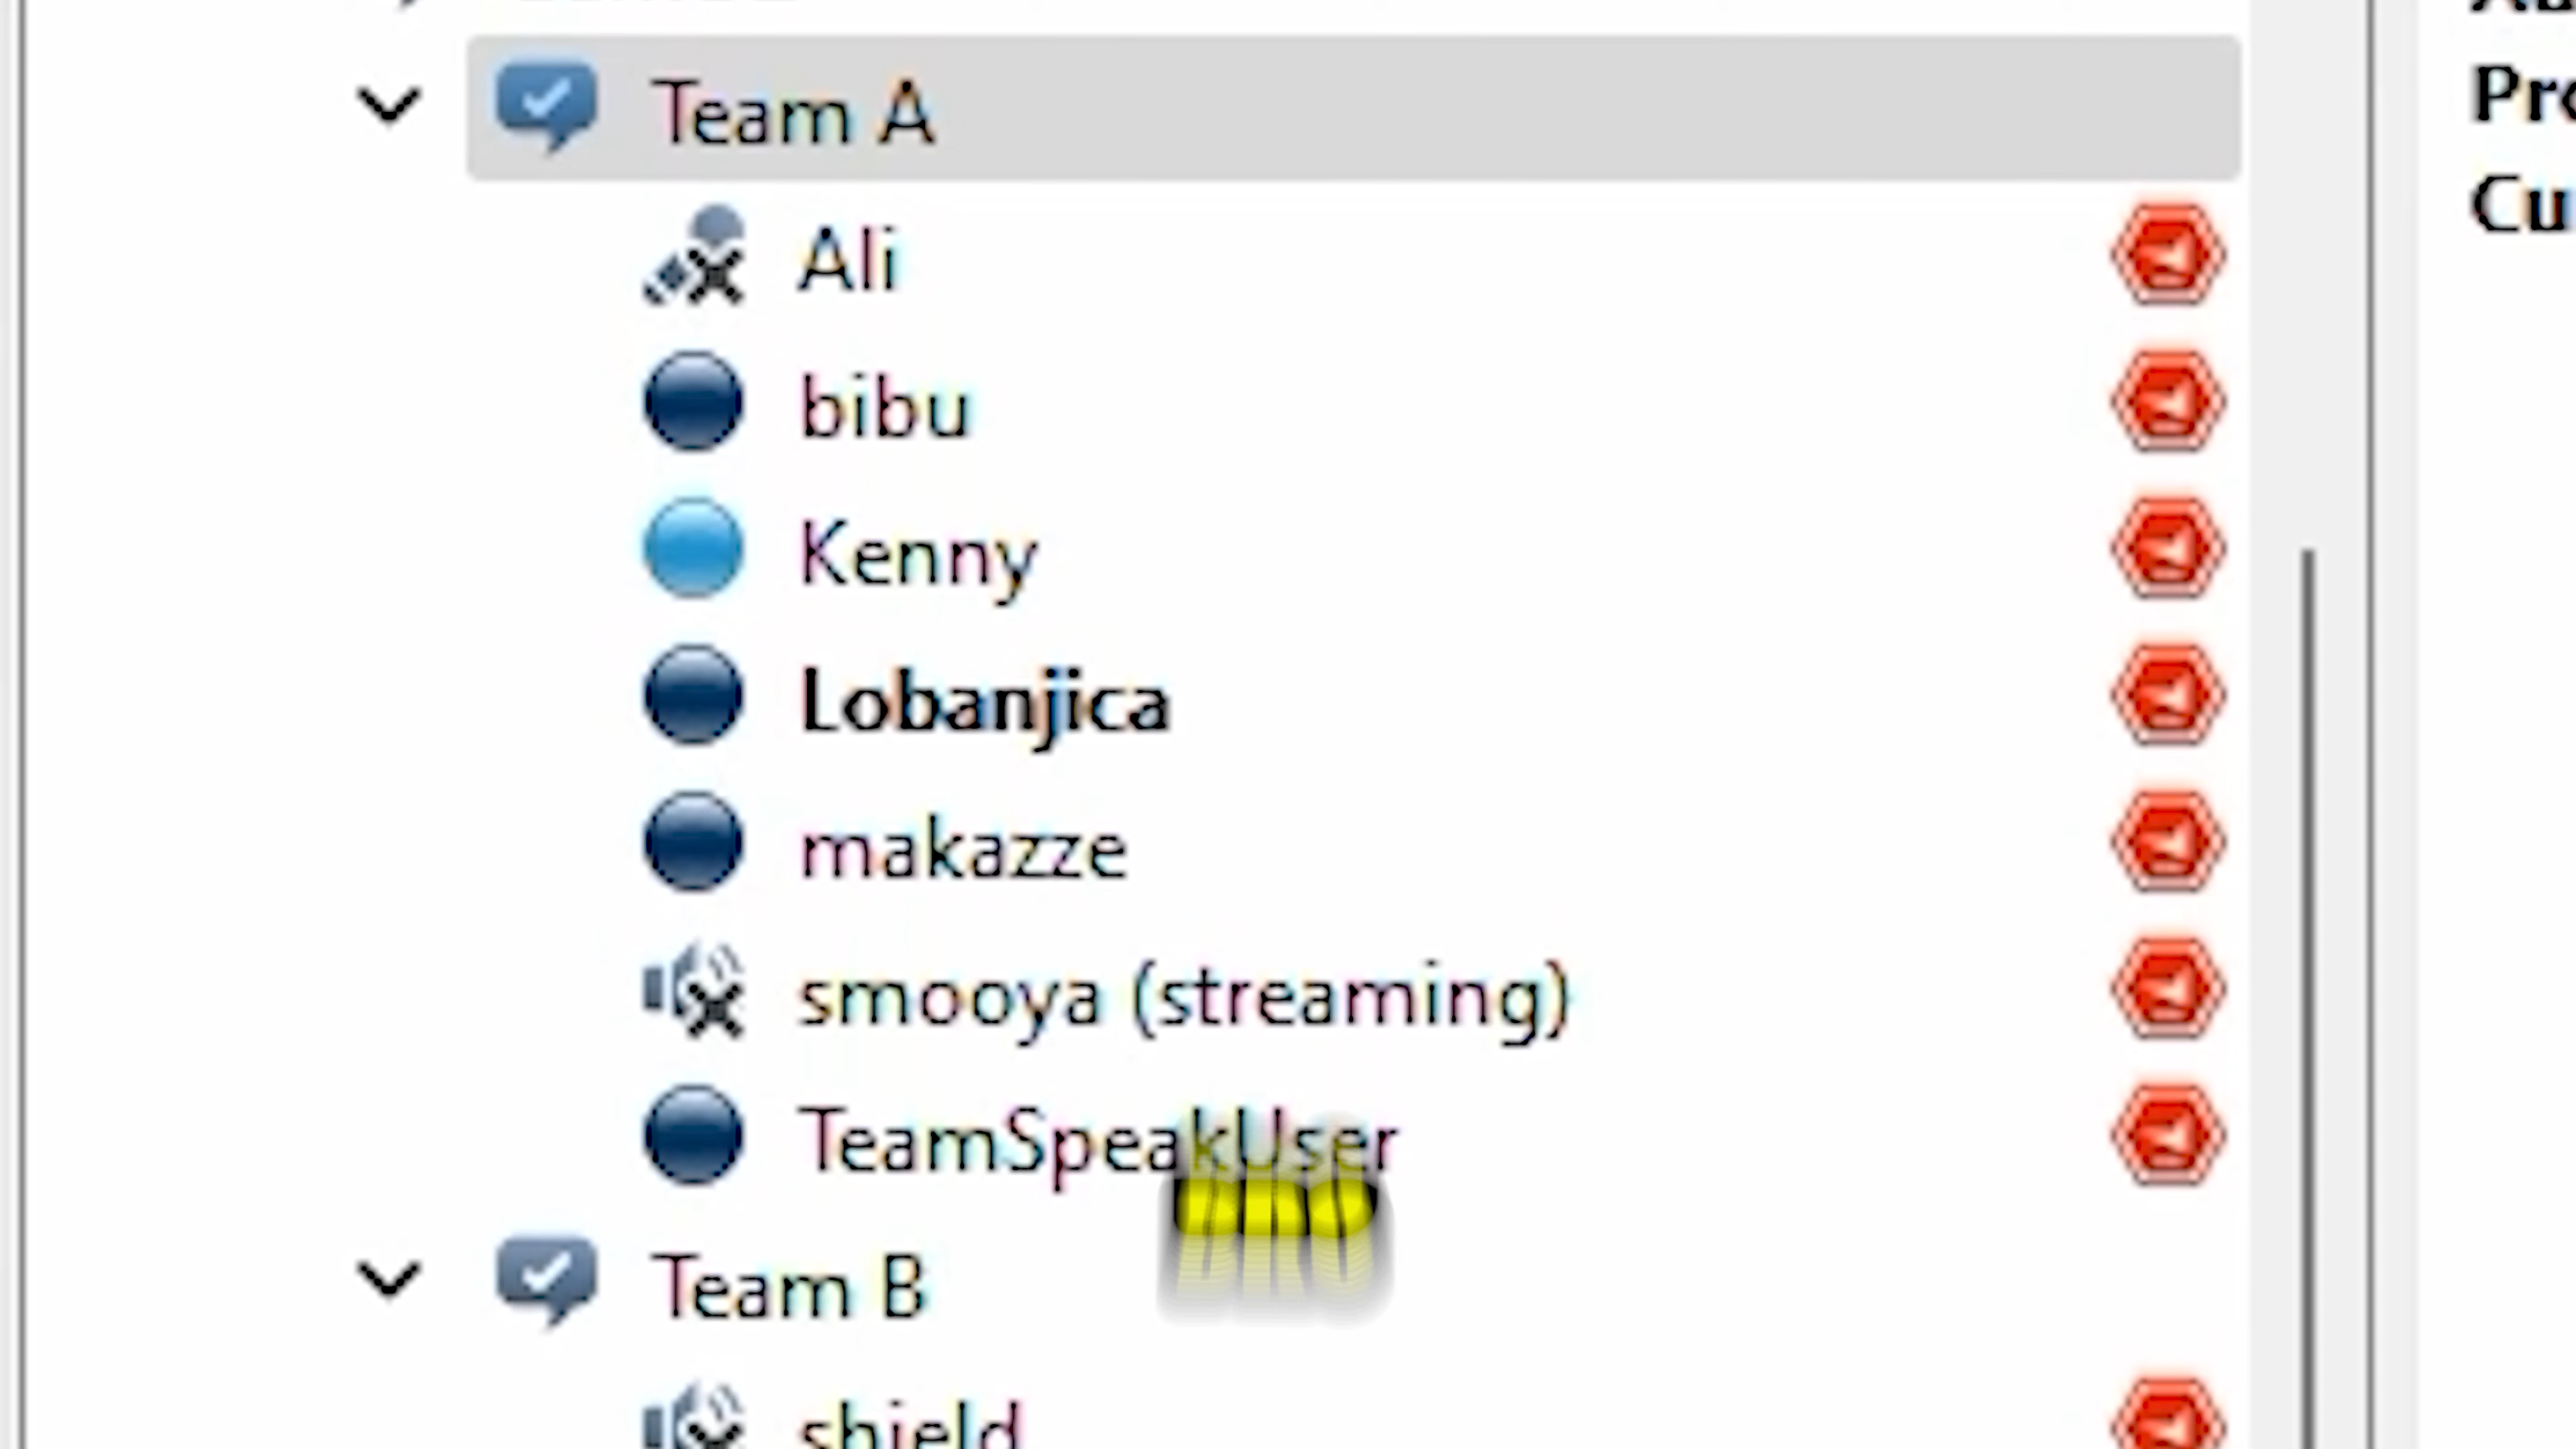 Team A
Ali
bibu
Kenny
Lobanjica
makazze
smooya (streaming)
TeamSpeakUser
Team B
shield